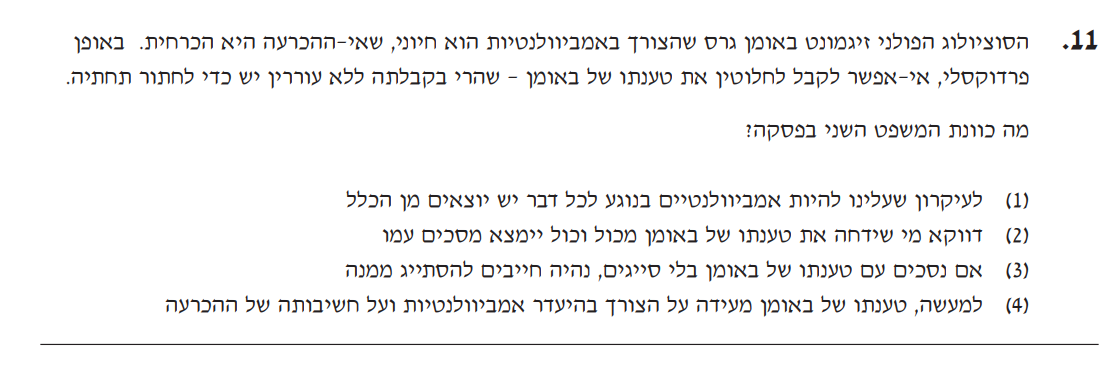 11. הסוציולוג הפולני זיגמונט באומן גרס שהצורך באמביוולנטיות הוא חיוני, שאי-ההכרעה היא הכרחית. באופן
פרדוקסלי, אי-אפשר לקבל לחלוטין את טענתו של באומן – שהרי בקבלתה ללא עוררין יש כדי לחתור תחתיה.
מה כוונת המשפט השני בפסקה?
(1) לעיקרון שעלינו להיות אמביוולנטיים בנוגע לכל דבר יש יוצאים מן הכלל
(2) דווקא מי שידחה את טענתו של באומן מכול וכול יימצא מסכים עמו
(3) אם נסכים עם טענתו של באומן בלי סייגים, נהיה חייבים להסתייג ממנה
(4) למעשה, טענתו של באומן מעידה על הצורך בהיעדר אמביוולנטיות ועל חשיבותה של ההכרעה